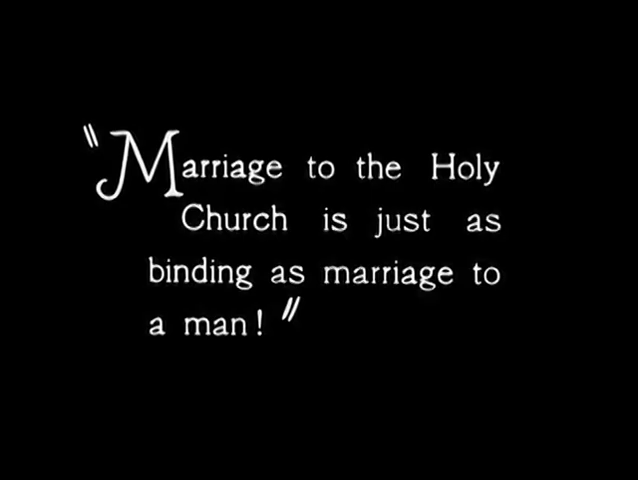 "Marriage to the Holy
Church is just as
binding as marriage to
a man!"